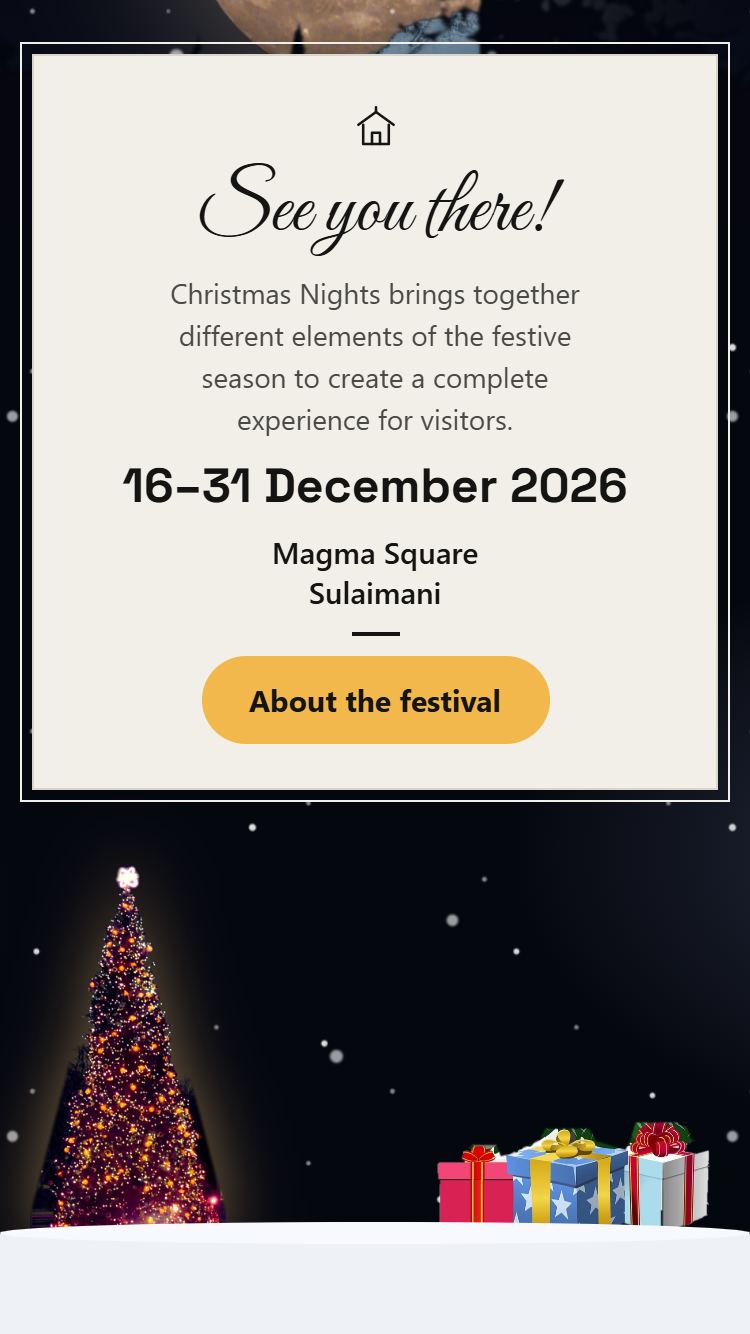 See you there!
Christmas Nights brings together
different elements of the festive
season to create a complete
experience for visitors.
16–31 December 2026
Magma Square
Sulaimani
About the festival